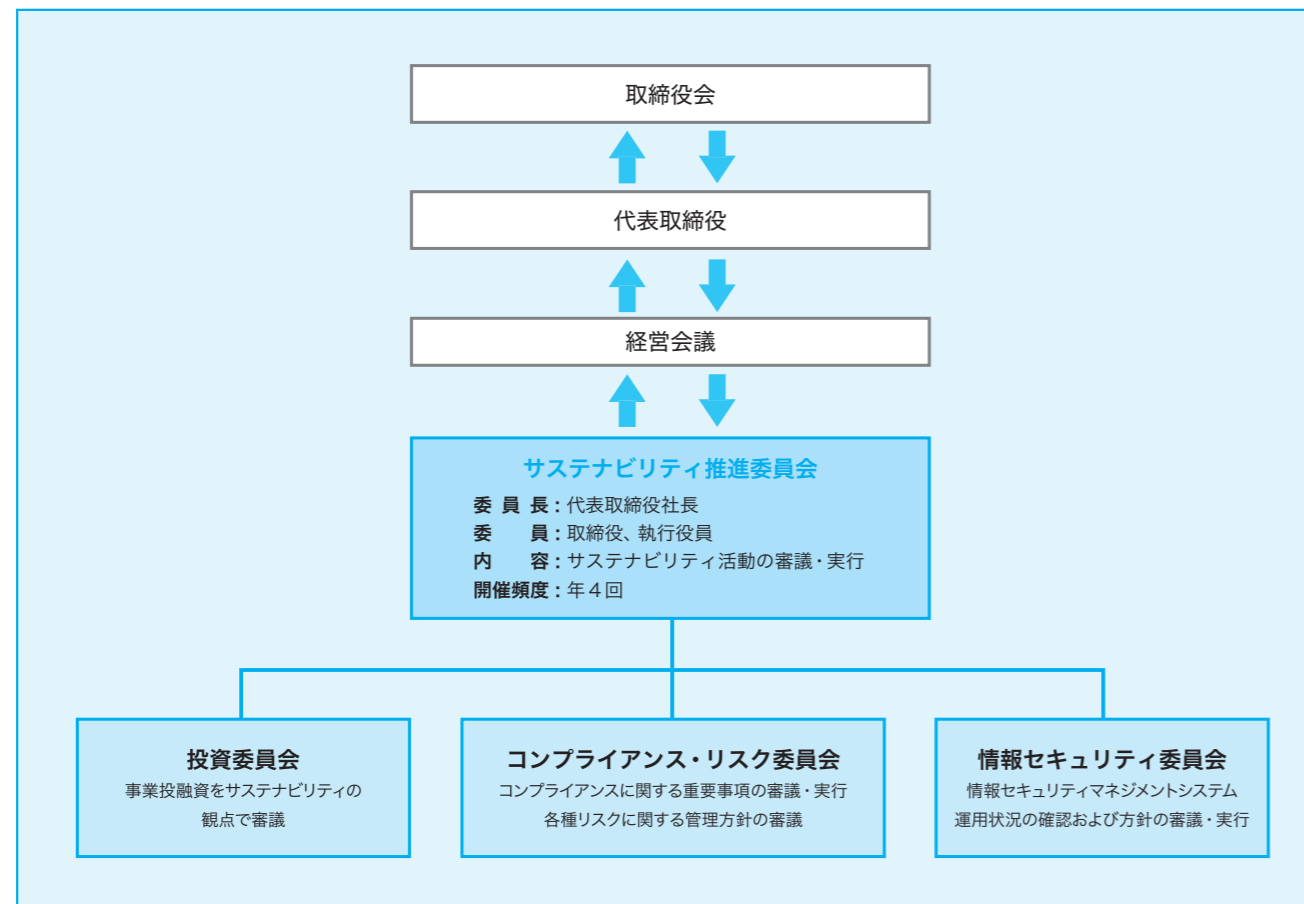 取締役会
代表取締役
経営会議
サステナビリティ推進委員会
委員長：代表取締役社長
委員：取締役、執行役員
内容：サステナビリティ活動の審議・実行
開催頻度：年４回
投資委員会
事業投融資をサステナビリティの
観点で審議
コンプライアンス・リスク委員会
コンプライアンスに関する重要事項の審議・実行
各種リスクに関する管理方針の審議
情報セキュリティ委員会
情報セキュリティマネジメントシステム
運用状況の確認および方針の審議・実行